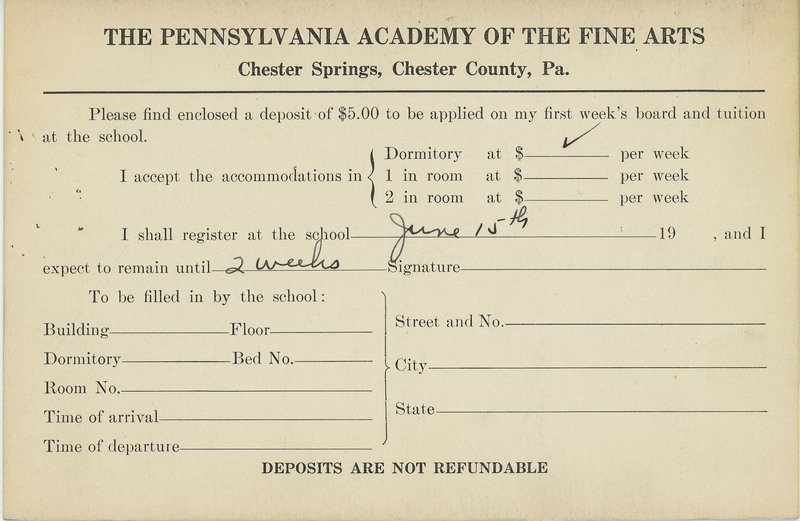 THE PENNSYLVANIA ACADEMY OF THE FINE ARTS
Chester Springs, Chester County, Pa.
Please find enclosed a deposit of $5.00 to be applied on my first week's board and tuition
at the school.
I accept the accommodations in
Dormitory at $ ✓ per week
1 in room at $ per week
2 in room at $ per week
I shall register at the school June 15th 19 , and I
expect to remain until 2 weeks Signature
To be filled in by the school:
Building Floor
Dormitory Bed No.
Room No.
Time of arrival
Time of departure
Street and No.
City
State
DEPOSITS ARE NOT REFUNDABLE